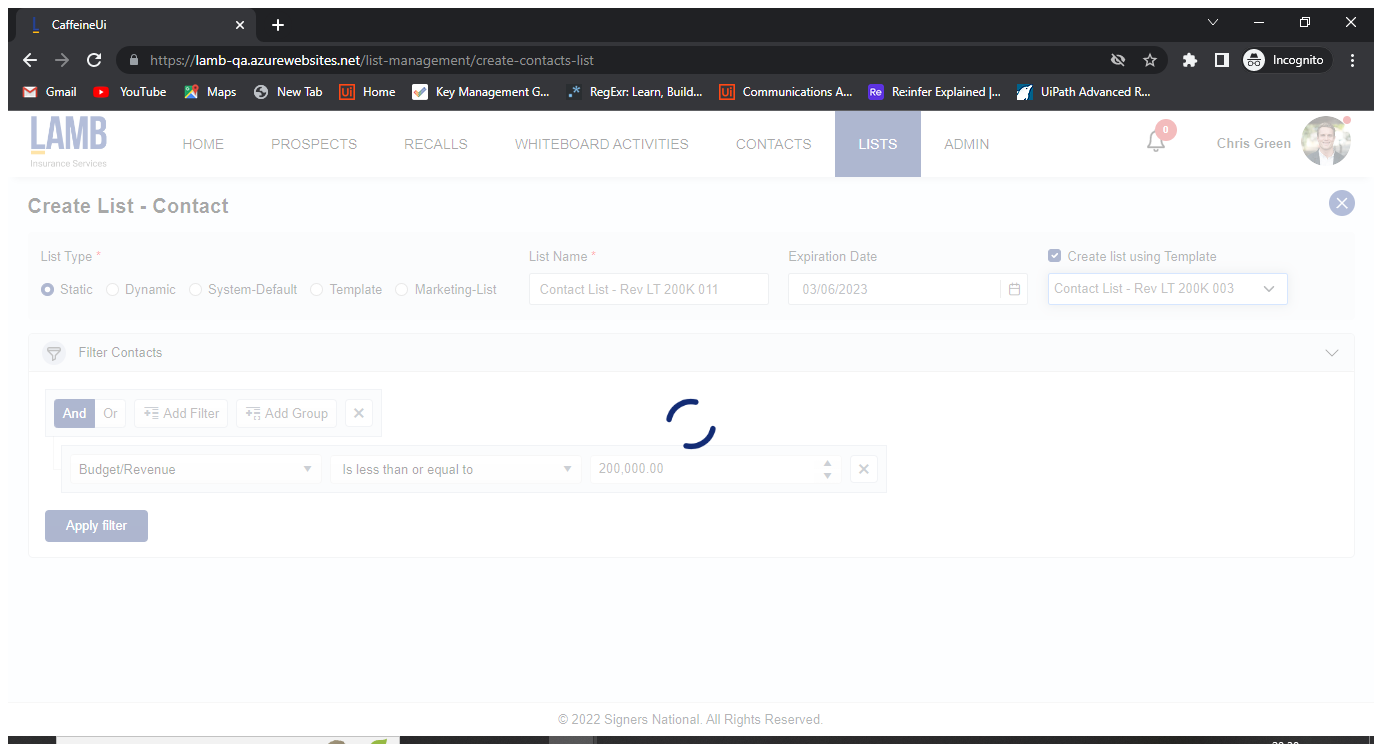 CaffeineUi
https://lamb-qa.azurewebsites.net/list-management/create-contacts-list
Incognito
Gmail YouTube Maps New Tab Home Key Management G... RegExr: Learn, Build... Communications A... Re:infer Explained |... UiPath Advanced R...
LAMB
Insurance Services
HOME PROSPECTS RECALLS WHITEBOARD ACTIVITIES CONTACTS LISTS ADMIN 0 Chris Green
Create List - Contact
List Type * List Name * Expiration Date Create list using Template
Static Dynamic System-Default Template Marketing-List Contact List - Rev LT 200K 011 03/06/2023 Contact List - Rev LT 200K 003
Filter Contacts
And Or Add Filter Add Group
Budget/Revenue Is less than or equal to 200,000.00
Apply filter
© 2022 Signers National. All Rights Reserved.